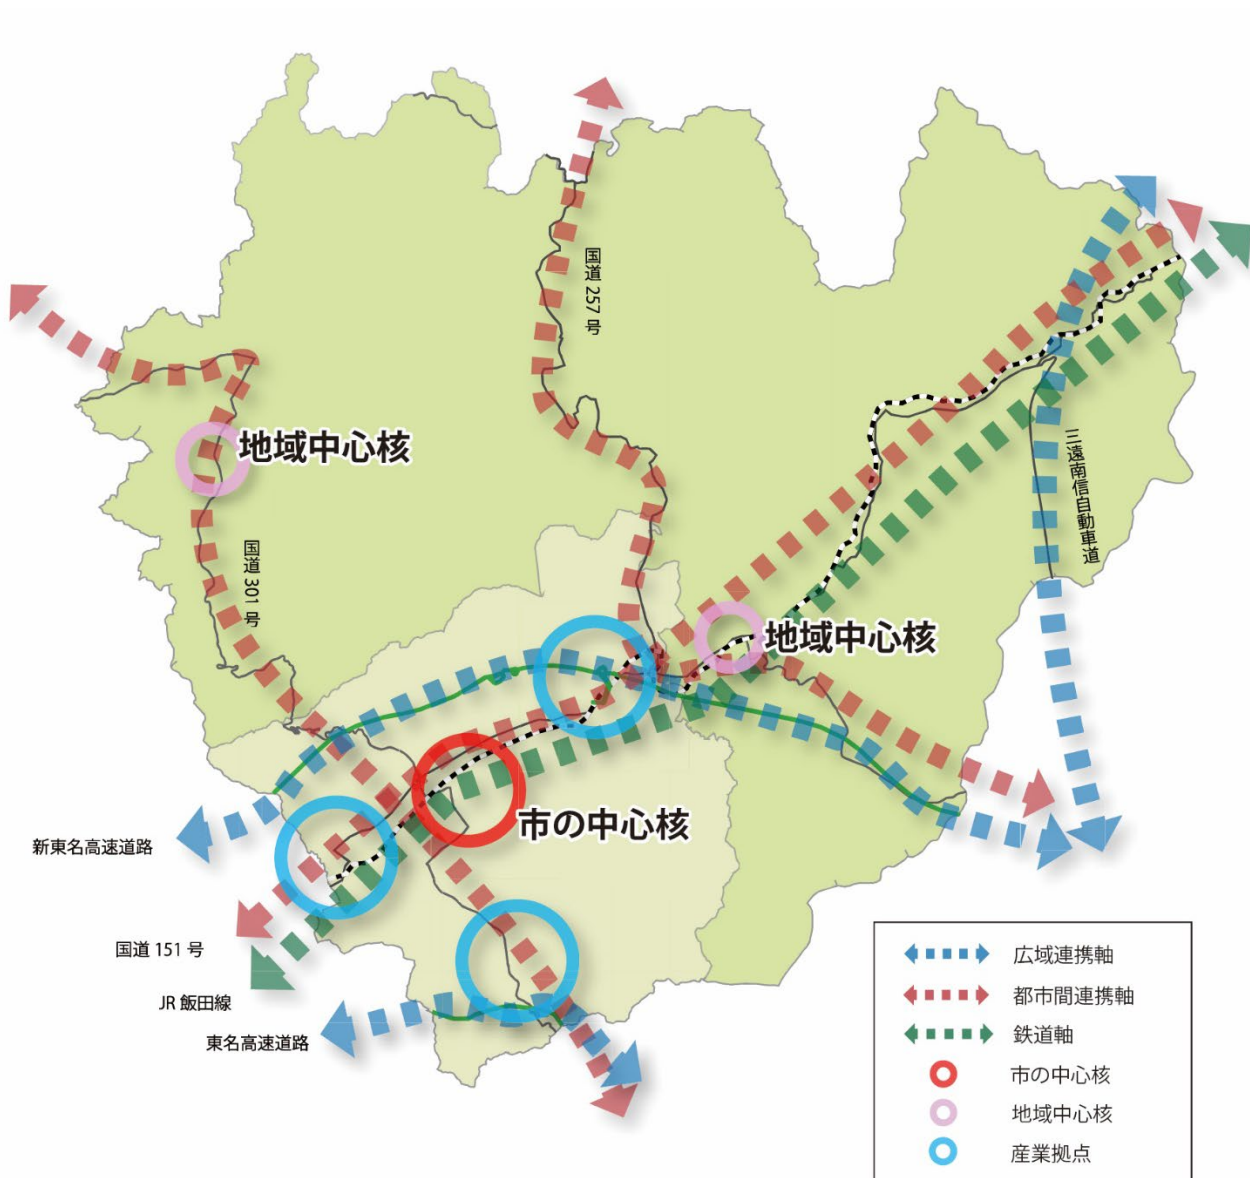 国道 257 号
地域中心核
三遠南信自動車道
国道 301 号
地域中心核
市の中心核
新東名高速道路
国道 151 号
JR 飯田線
東名高速道路
広域連携軸
都市間連携軸
鉄道軸
市の中心核
地域中心核
産業拠点